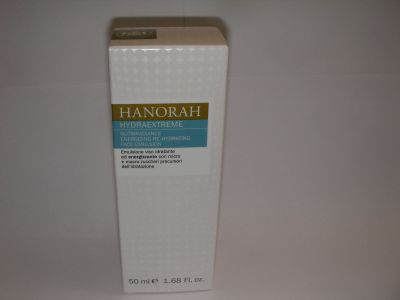 HANORAH
HYDRAEXTREME
NUTRIRADIANCE
ENERGIZING RE-HYDRATING
FACE EMULSION
Emulsione viso idratante
ed energizzante con micro
e macro zuccheri precursori
dell'idratazione
50 ml e 1.68 Fl. oz.